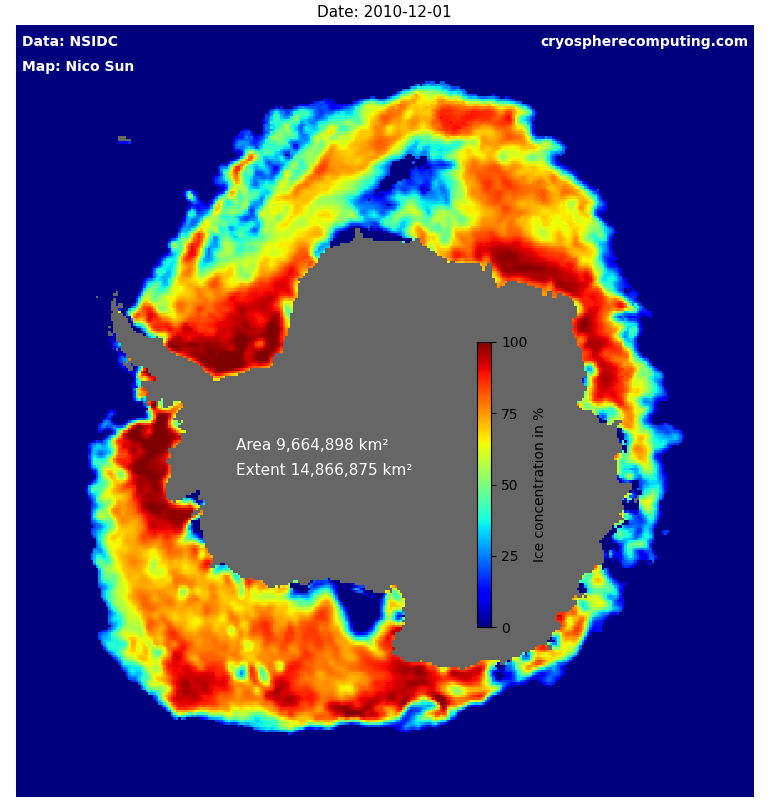 Date: 2010-12-01
Data: NSIDC
cryospherecomputing.com
Map: Nico Sun
100
75
50
25
0
Ice concentration in %
Area 9,664,898 km²
Extent 14,866,875 km²